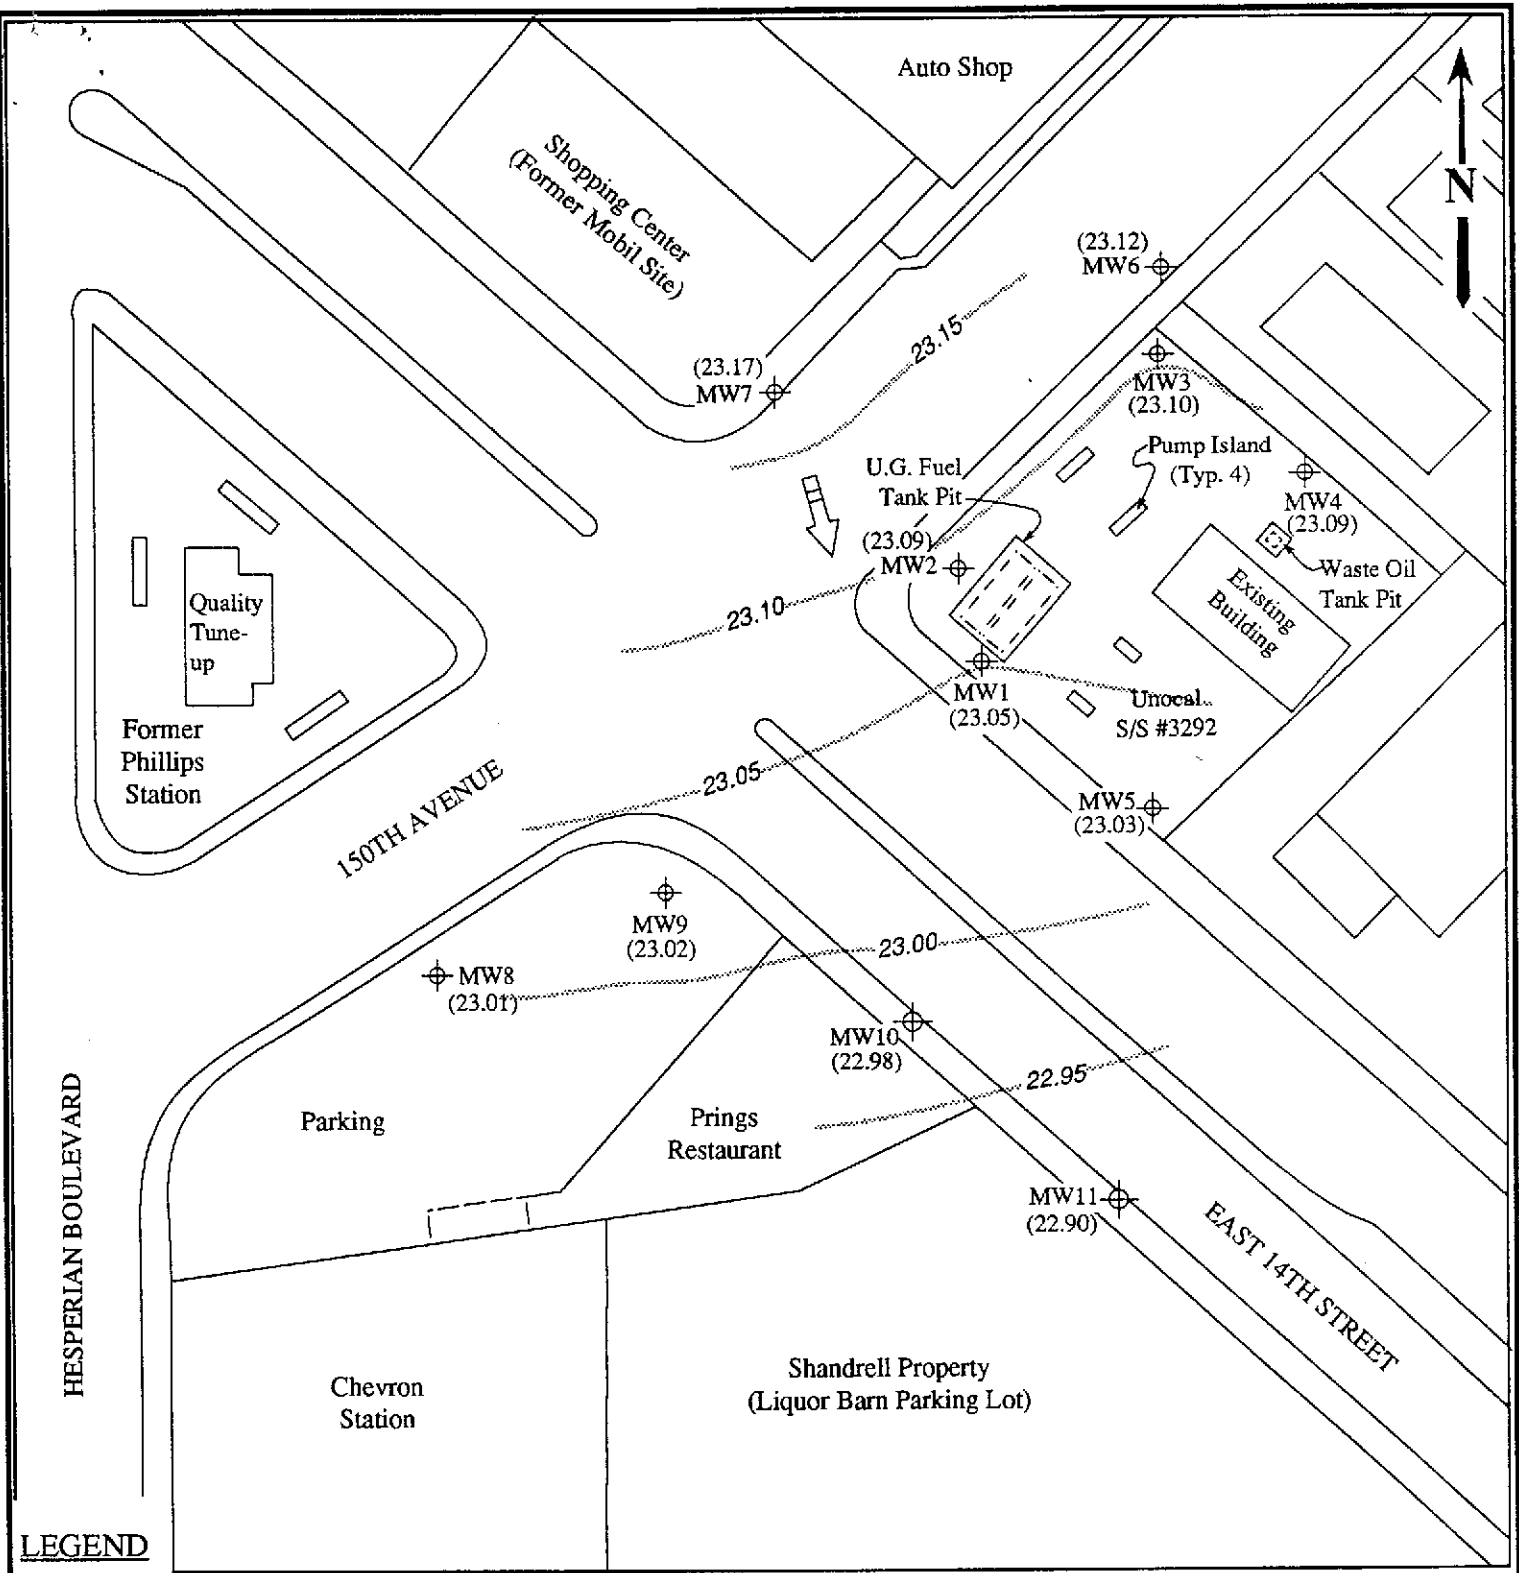 Auto Shop
Shopping Center
(Former Mobil Site)
N
(23.12)
MW6
23.15
(23.17)
MW7
MW3
(23.10)
Pump Island
(Typ. 4)
U.G. Fuel
Tank Pit
MW4
(23.09)
(23.09)
MW2
Waste Oil
Tank Pit
Existing
Building
Quality
Tune-
up
23.10
MW1
(23.05)
Unocal
S/S #3292
Former
Phillips
Station
23.05
150TH AVENUE
MW5
(23.03)
MW9
(23.02)
23.00
MW8
(23.01)
MW10
(22.98)
22.95
Parking
Prings
Restaurant
HESPERIAN BOULEVARD
MW11
(22.90)
EAST 14TH STREET
Chevron
Station
Shandrell Property
(Liquor Barn Parking Lot)
LEGEND